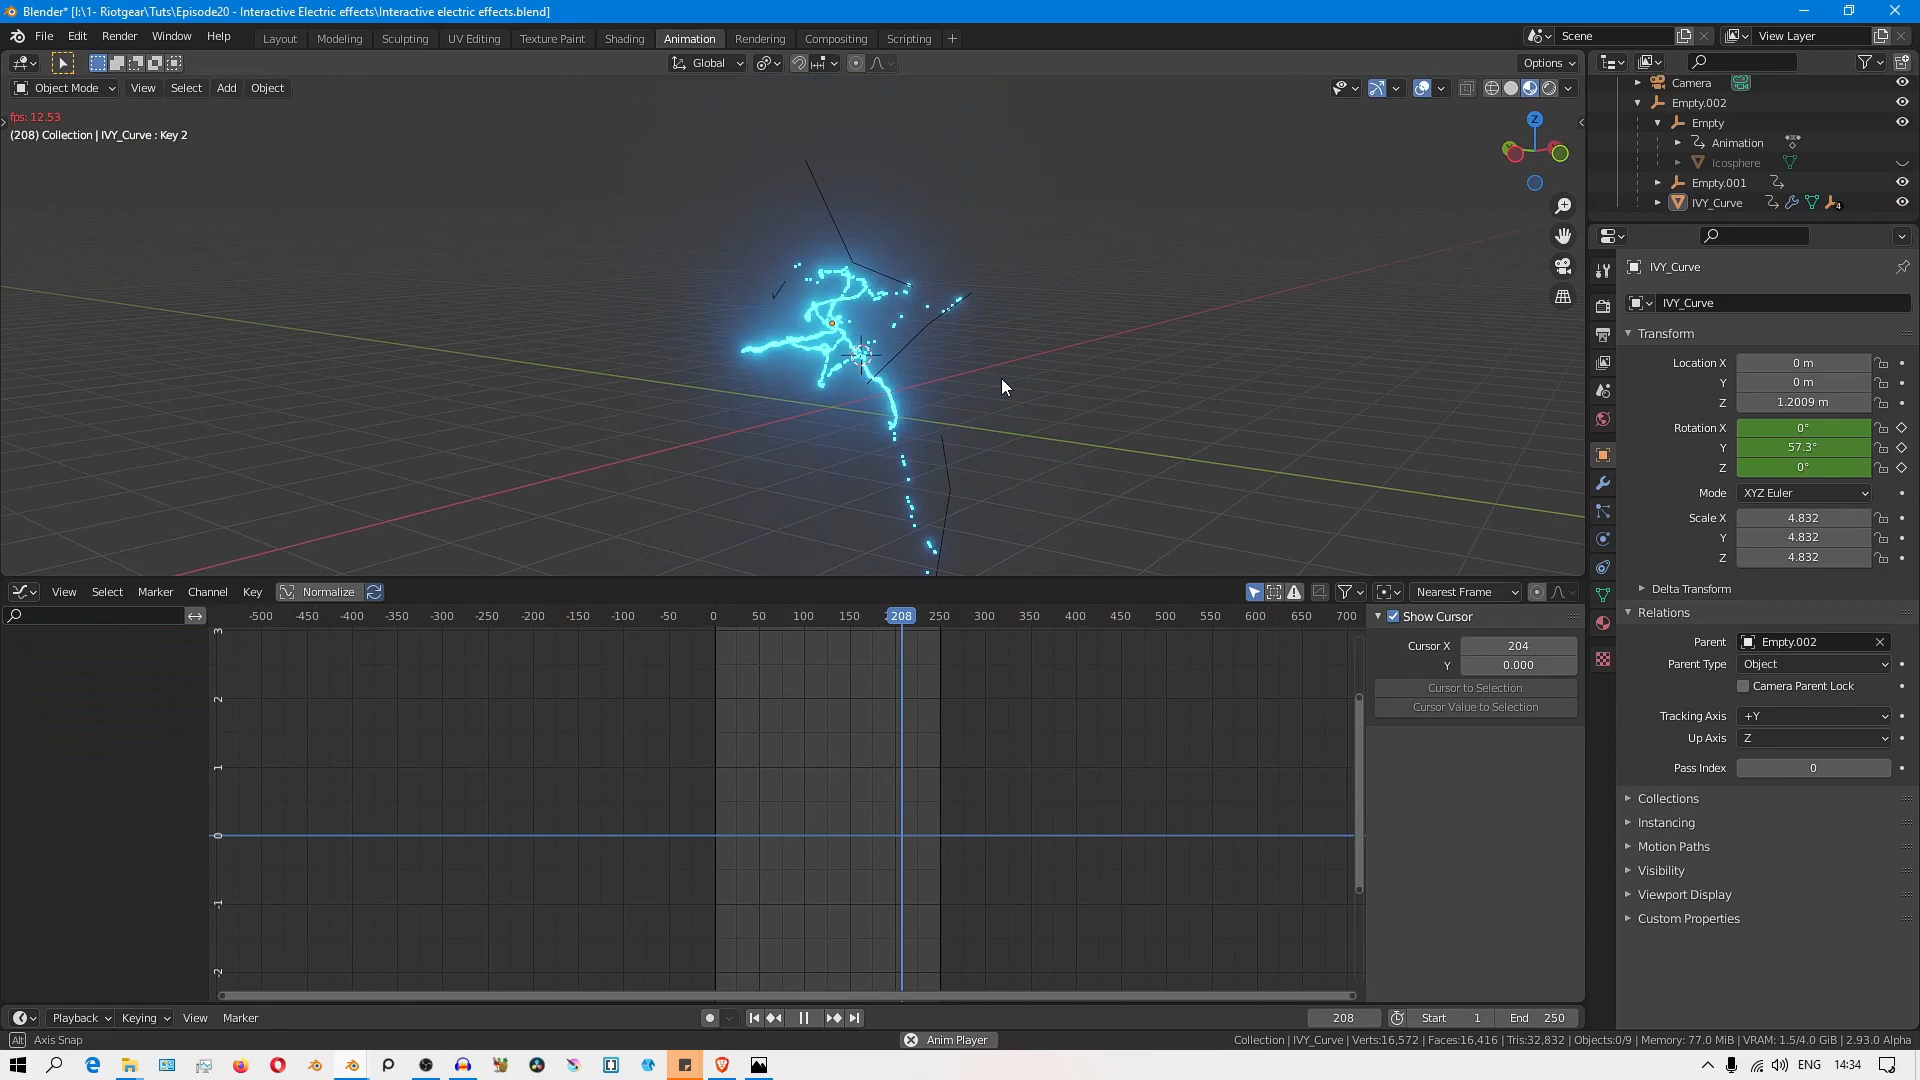 Blender* [I:\1- Riotgear\Tuts\Episode20 - Interactive Electric effects\Interactive electric effects.blend]
File Edit Render Window Help Layout Modeling Sculpting UV Editing Texture Paint Shading Animation Rendering Compositing Scripting + Scene View Layer
Global Options
Object Mode View Select Add Object
fps: 12.53
(208) Collection | IVY_Curve : Key 2
Z
Camera
Empty.002
Empty
Animation
Icosphere
Empty.001
IVY_Curve 4
IVY_Curve
IVY_Curve
Transform
Location X 0 m
Y 0 m
Z 1.2009 m
Rotation X 0°
Y 57.3°
Z 0°
Mode XYZ Euler
Scale X 4.832
Y 4.832
Z 4.832
Delta Transform
Relations
Parent Empty.002
Parent Type Object
Camera Parent Lock
Tracking Axis +Y
Up Axis Z
Pass Index 0
Collections
Instancing
Motion Paths
Visibility
Viewport Display
Custom Properties
View Select Marker Channel Key Normalize Nearest Frame
-500 -450 -400 -350 -300 -250 -200 -150 -100 -50 0 50 100 150 208 250 300 350 400 450 500 550 600 650 700
3
2
1
0
-1
-2
Show Cursor
Cursor X 204
Y 0.000
Cursor to Selection
Cursor Value to Selection
Playback Keying View Marker 208 Start 1 End 250
Alt Axis Snap Anim Player Collection | IVY_Curve | Verts:16,572 | Faces:16,416 | Tris:32,832 | Objects:0/9 | Memory: 77.0 MiB | VRAM: 1.5/4.0 GiB | 2.93.0 Alpha
ENG 14:34